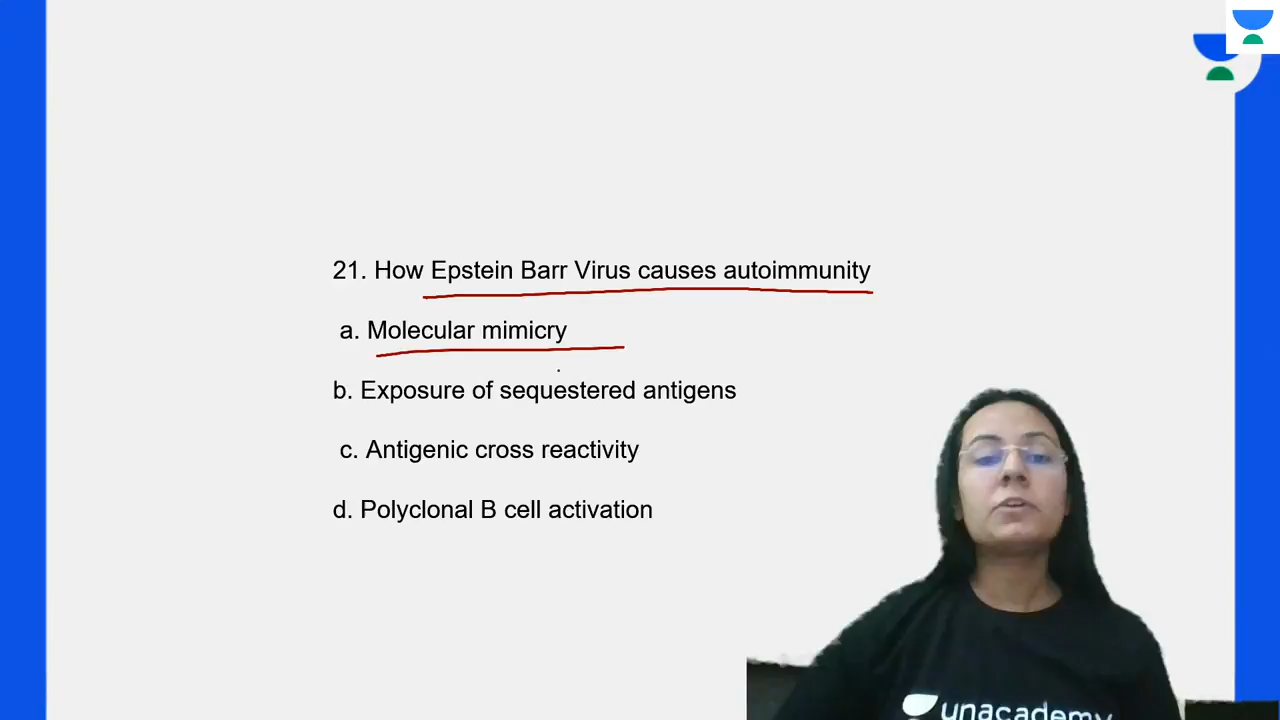 21. How Epstein Barr Virus causes autoimmunity
a. Molecular mimicry
b. Exposure of sequestered antigens
c. Antigenic cross reactivity
d. Polyclonal B cell activation
unacademy